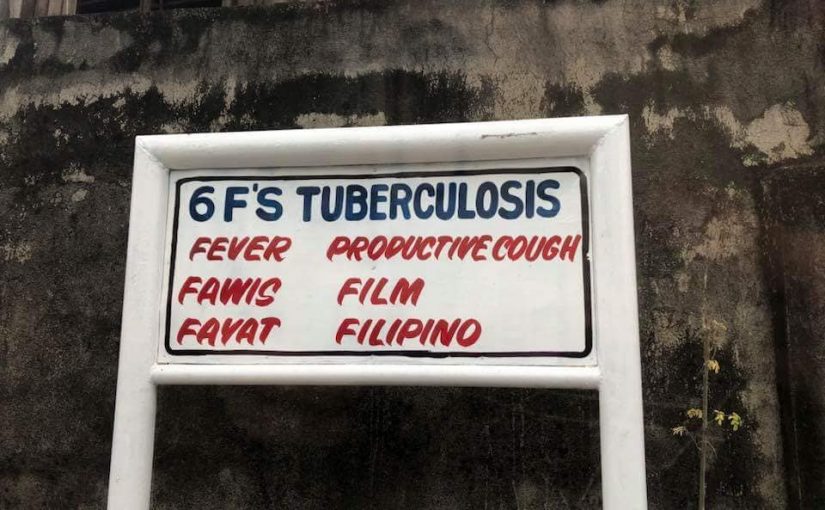 6 F'S TUBERCULOSIS
FEVER PRODUCTIVE COUGH
FAWIS FILM
FAYAT FILIPINO